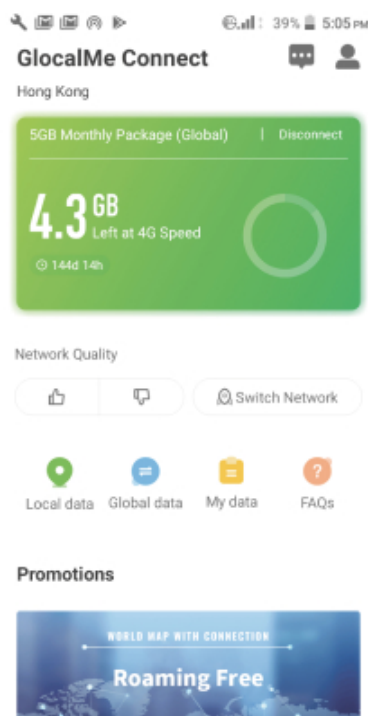 39% 5:05 PM
GlocalMe Connect
Hong Kong
5GB Monthly Package (Global) | Disconnect
4.3 GB
Left at 4G Speed
144d 14h
Network Quality
Switch Network
Local data Global data My data FAQs
Promotions
WORLD MAP WITH CONNECTION
Roaming Free